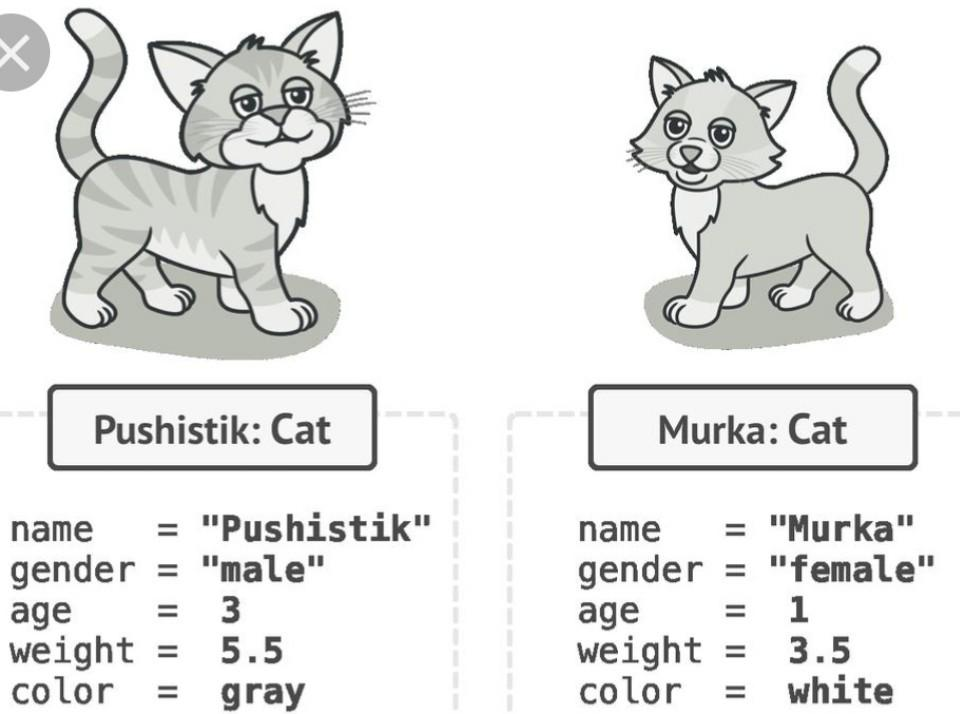 Pushistik: Cat
name = "Pushistik"
gender = "male"
age = 3
weight = 5.5
color = gray
Murka: Cat
name = "Murka"
gender = "female"
age = 1
weight = 3.5
color = white